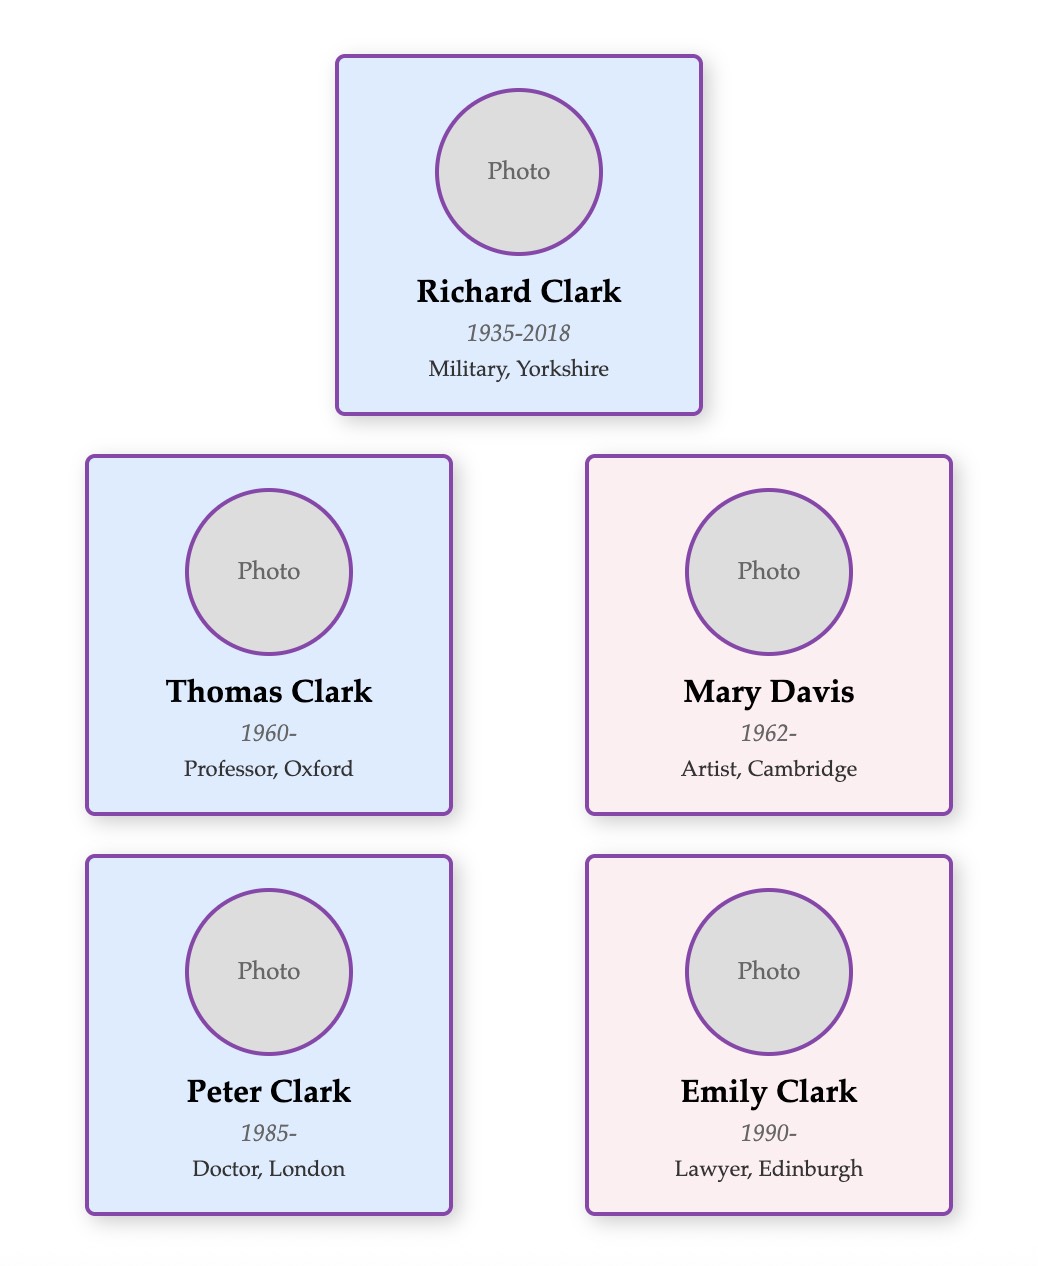 Photo
Richard Clark
1935-2018
Military, Yorkshire
Photo
Thomas Clark
1960-
Professor, Oxford
Photo
Mary Davis
1962-
Artist, Cambridge
Photo
Peter Clark
1985-
Doctor, London
Photo
Emily Clark
1990-
Lawyer, Edinburgh